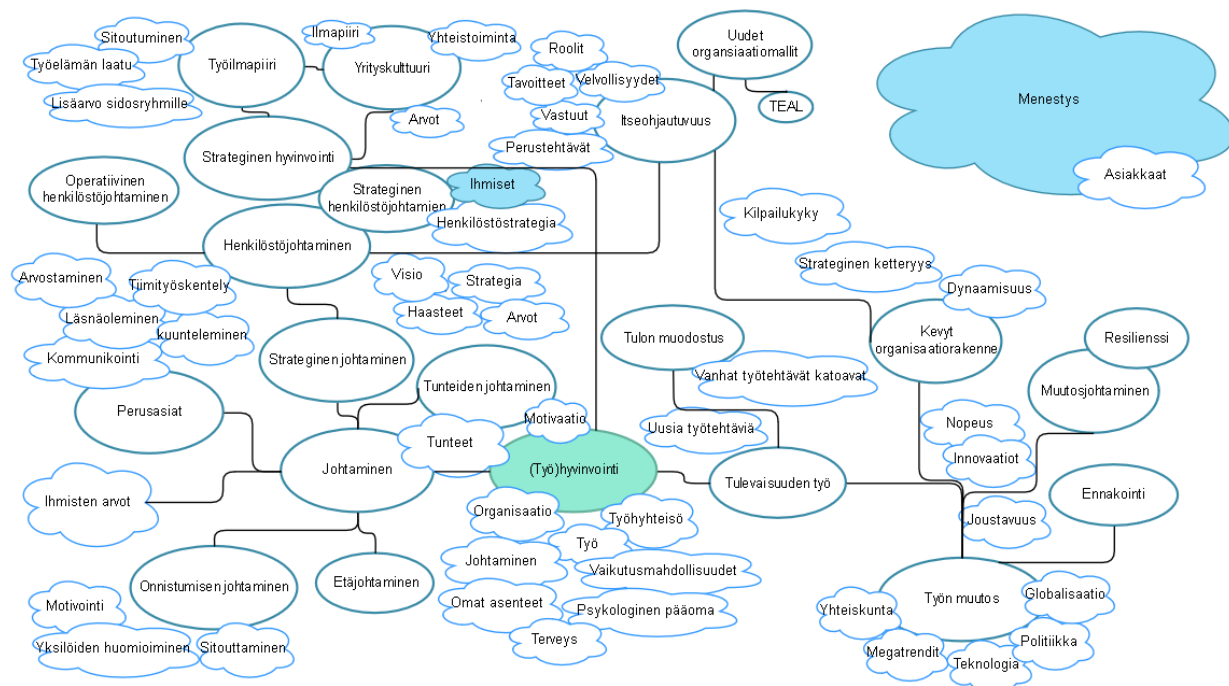 Sitoutuminen
Työelämän laatu
Lisäarvo sidosryhmille
Työilmapiiri
Ilmapiiri
Yrityskulttuuri
Yhteistoiminta
Arvot
Strateginen hyvinvointi
Roolit
Tavoitteet
Velvollisyydet
Vastuut
Perustehtävät
Itseohjautuvuus
Uudet
organsiaatiomallit
TEAL
Menestys
Asiakkaat
Operatiivinen
henkilöstöjohtaminen
Strateginen
henkilöstöjohtamien
Ihmiset
Henkilöstöstrategia
Henkilöstöjohtaminen
Kilpailukyky
Strateginen ketteryys
Dynaamisuus
Kevyt
organisaatiorakenne
Arvostaminen
Tiimityöskentely
Läsnäoleminen
kuunteleminen
Kommunikointi
Visio
Strategia
Haasteet
Arvot
Strateginen johtaminen
Tunteiden johtaminen
Tulon muodostus
Vanhat työtehtävät katoavat
Uusia työtehtäviä
Resilienssi
Muutosjohtaminen
Perusasiat
Motivaatio
Tunteet
Johtaminen
(Työ)hyvinvointi
Tulevaisuuden työ
Nopeus
Innovaatiot
Joustavuus
Ennakointi
Ihmisten arvot
Organisaatio
Työhyhteisö
Työ
Johtaminen
Vaikutusmahdollisuudet
Omat asenteet
Psykologinen pääoma
Terveys
Onnistumisen johtaminen
Etäjohtaminen
Motivointi
Yksilöiden huomioiminen
Sitouttaminen
Työn muutos
Yhteiskunta
Globalisaatio
Megatrendit
Politiikka
Teknologia